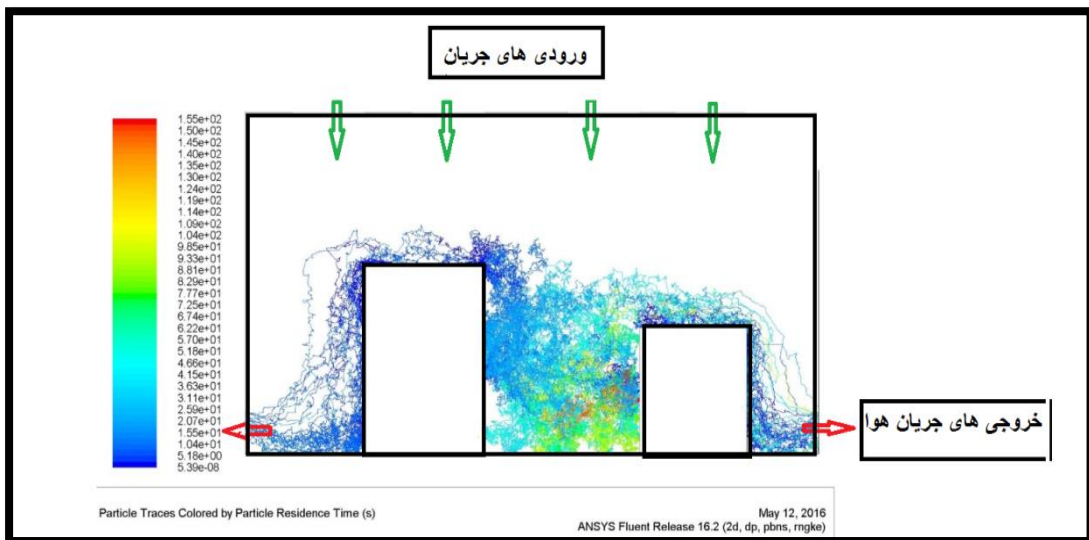 ورودی های جریان
1.55e+02
1.50e+02
1.45e+02
1.35e+02
1.30e+02
1.24e+02
1.19e+02
1.14e+02
1.09e+02
1.04e+02
9.85e+01
9.33e+01
8.81e+01
8.29e+01
7.77e+01
7.25e+01
6.74e+01
6.22e+01
5.70e+01
5.18e+01
4.66e+01
4.15e+01
3.63e+01
3.11e+01
2.59e+01
2.07e+01
1.55e+01
1.04e+01
5.18e+00
5.39e-08
خروجی های جریان هوا
Particle Traces Colored by Particle Residence Time (s)
May 12, 2016
ANSYS Fluent Release 16.2 (2d, dp, pbns, rngke)